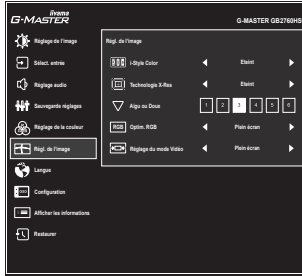 iiyama
G-MASTER
G-MASTER GB2760HS
Réglage de l'image
Sélect. entrée
Réglage audio
Sauvegarde réglages
Réglage de la couleur
Régl. de l'image
Langue
Configuration
Afficher les informations
Restaurer
Régl. de l'image
i-Style Color
Eteint
Technologie X-Res
Eteint
Aigu ou Doux
1 2 3 4 5 6
RGB
Optim. RGB
Plein écran
Réglage du mode Vidéo
Plein écran